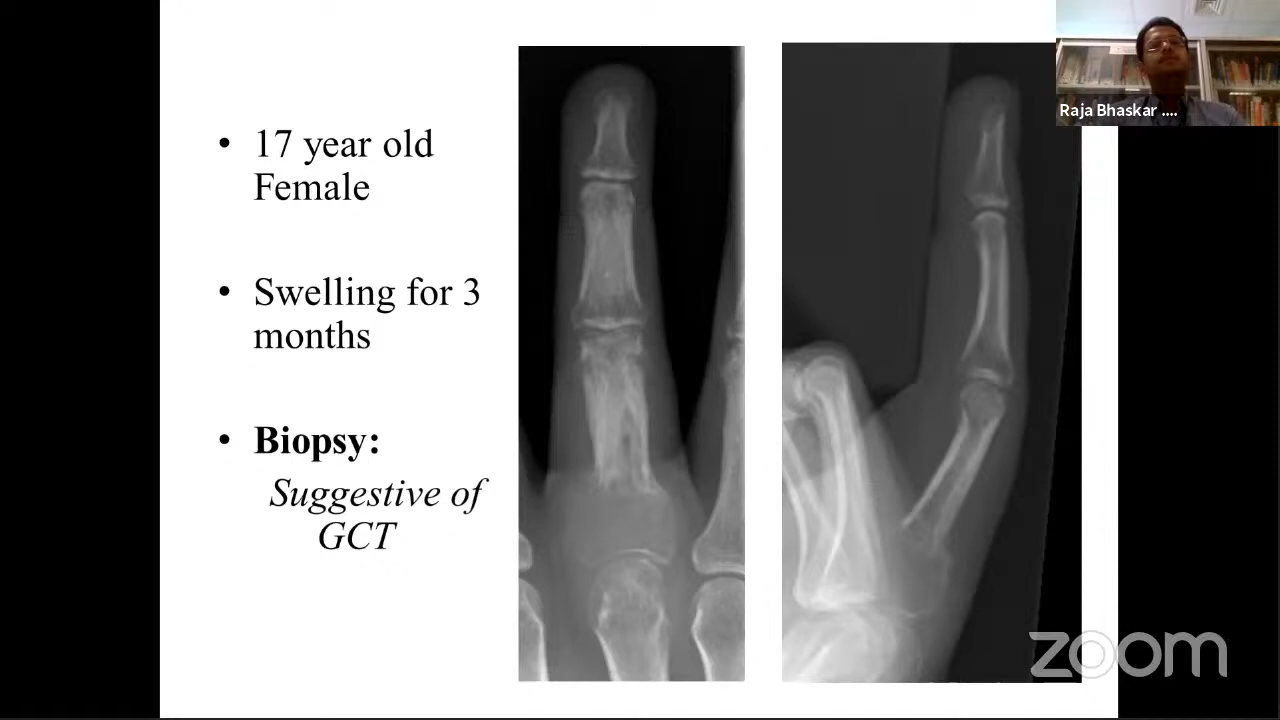 • 17 year old
Female
• Swelling for 3
months
• Biopsy:
Suggestive of
GCT
Raja Bhaskar ....
zoom